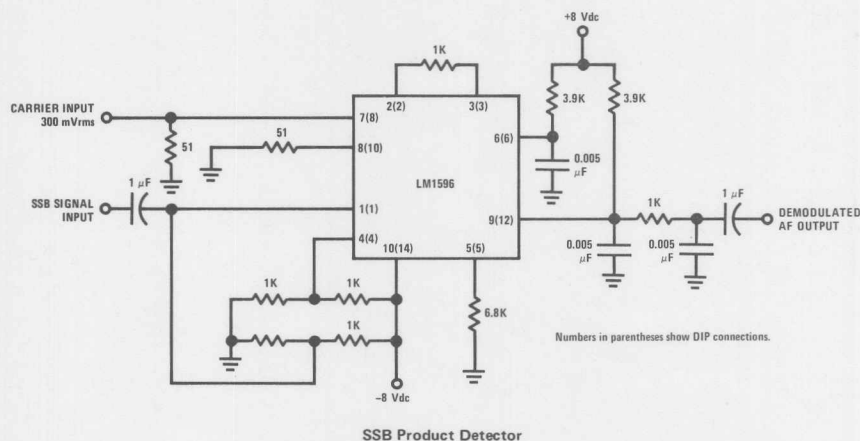 +8 Vdc
1K
2(2)
3(3)
3.9K
3.9K
CARRIER INPUT
300 mVrms
7(8)
6(6)
51
51
8(10)
0.005
μF
LM1596
1 μF
SSB SIGNAL
INPUT
1(1)
9(12)
1K
1 μF
DEMODULATED
AF OUTPUT
4(4)
10(14)
5(5)
0.005
μF
0.005
μF
1K
1K
6.8K
1K
Numbers in parentheses show DIP connections.
–8 Vdc
SSB Product Detector